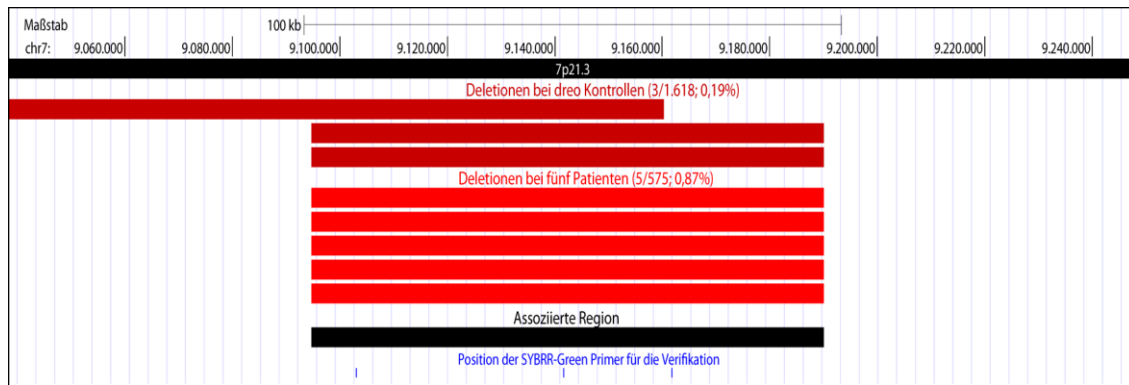 Maßstab 100 kb
chr7: 9.060.000 9.080.000 9.100.000 9.120.000 9.140.000 9.160.000 9.180.000 9.200.000 9.220.000 9.240.000
7p21.3
Deletionen bei dreo Kontrollen (3/1.618; 0,19%)
Deletionen bei fünf Patienten (5/575; 0,87%)
Assoziierte Region
Position der SYBRR-Green Primer für die Verifikation